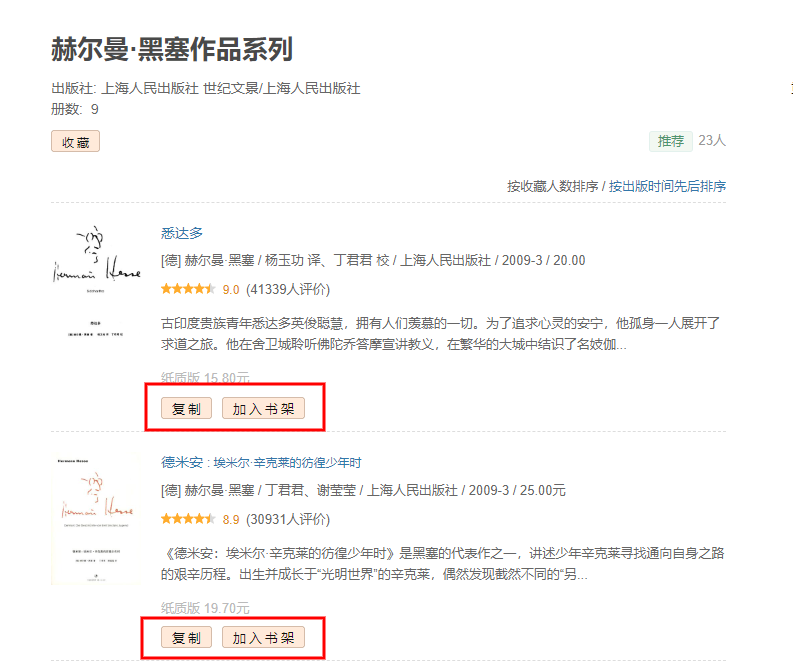 赫尔曼·黑塞作品系列
出版社: 上海人民出版社 世纪文景/上海人民出版社
册数: 9
收藏
推荐 23人
按收藏人数排序 / 按出版时间先后排序
悉达多
[德] 赫尔曼·黑塞 / 杨玉功 译、丁君君 校 / 上海人民出版社 / 2009-3 / 20.00
9.0 (41339人评价)
古印度贵族青年悉达多英俊聪慧，拥有人们羡慕的一切。为了追求心灵的安宁，他孤身一人展开了
求道之旅。他在舍卫城聆听佛陀乔答摩宣讲教义，在繁华的大城中结识了名妓伽...
纸质版 15.80元
复制 加入书架
Hermann Hesse
悉达多
德米安 : 埃米尔·辛克莱的彷徨少年时
[德] 赫尔曼·黑塞 / 丁君君、谢莹莹 / 上海人民出版社 / 2009-3 / 25.00元
8.9 (30931人评价)
《德米安：埃米尔·辛克莱的彷徨少年时》是黑塞的代表作之一，讲述少年辛克莱寻找通向自身之路
的艰辛历程。出生并成长于“光明世界”的辛克莱，偶然发现截然不同的“另...
纸质版 19.70元
复制 加入书架
Hermann Hesse
Hermann Hesse